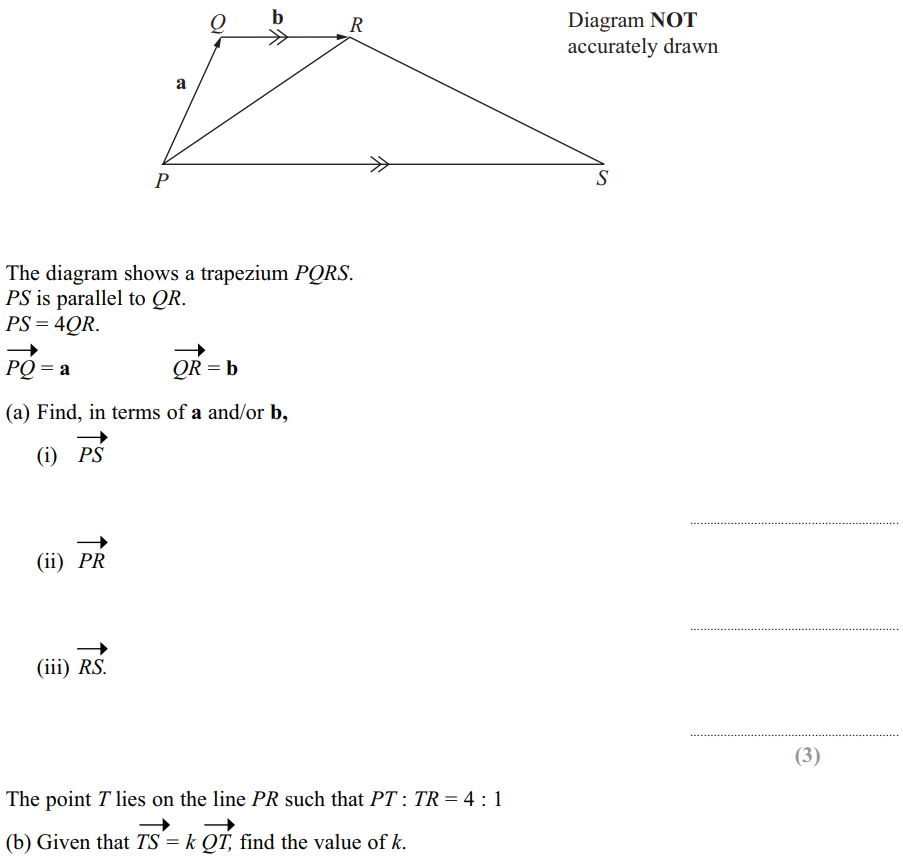 Q b R
Diagram NOT
accurately drawn
a
P S
The diagram shows a trapezium PQRS.
PS is parallel to QR.
PS = 4QR.
PQ = a QR = b
(a) Find, in terms of a and/or b,
(i) PS
(ii) PR
(iii) RS.
(3)
The point T lies on the line PR such that PT : TR = 4 : 1
(b) Given that TS = k QT, find the value of k.